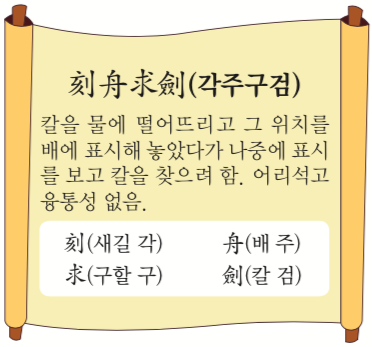 刻舟求劍(각주구검)
칼을 물에 떨어뜨리고 그 위치를
배에 표시해 놓았다가 나중에 표시
를 보고 칼을 찾으려 함. 어리석고
융통성 없음.
刻(새길 각) 舟(배 주)
求(구할 구) 劍(칼 검)